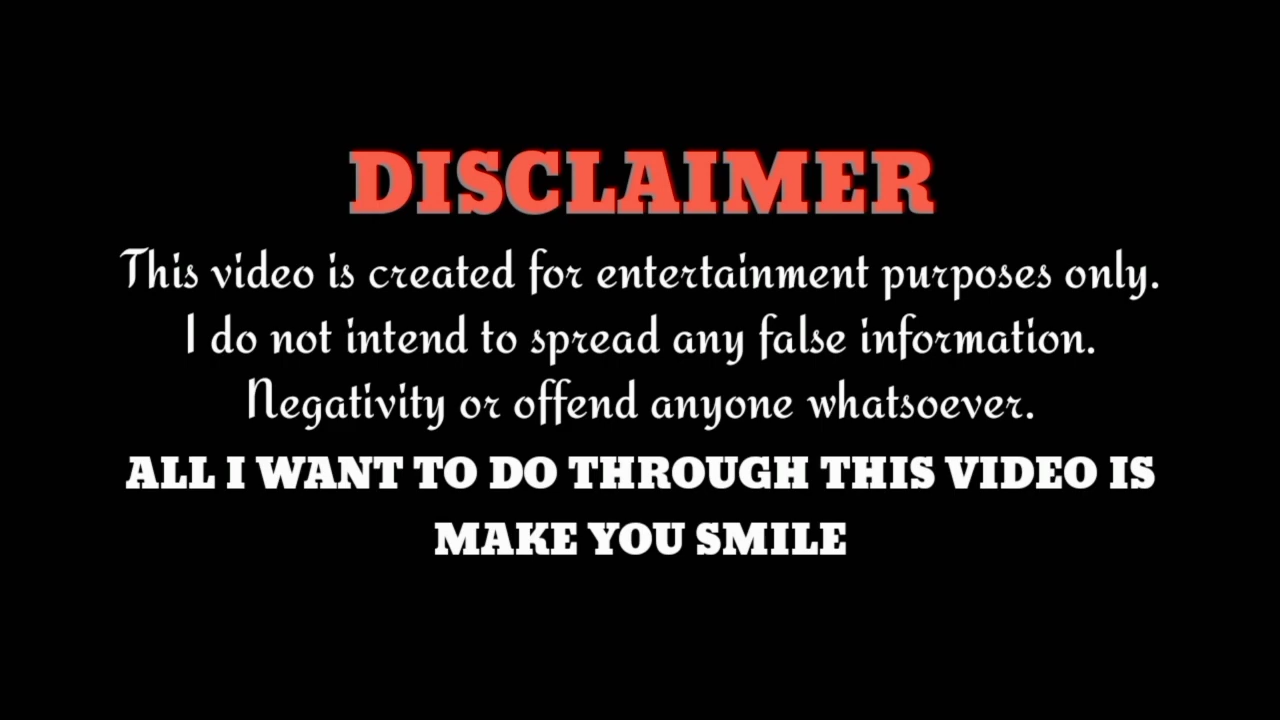 DISCLAIMER
This video is created for entertainment purposes only.
I do not intend to spread any false information.
Negativity or offend anyone whatsoever.
ALL I WANT TO DO THROUGH THIS VIDEO IS
MAKE YOU SMILE